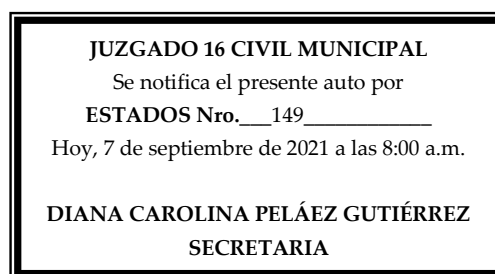 JUZGADO 16 CIVIL MUNICIPAL
Se notifica el presente auto por
ESTADOS Nro.___149____________
Hoy, 7 de septiembre de 2021 a las 8:00 a.m.
DIANA CAROLINA PELÁEZ GUTIÉRREZ
SECRETARIA